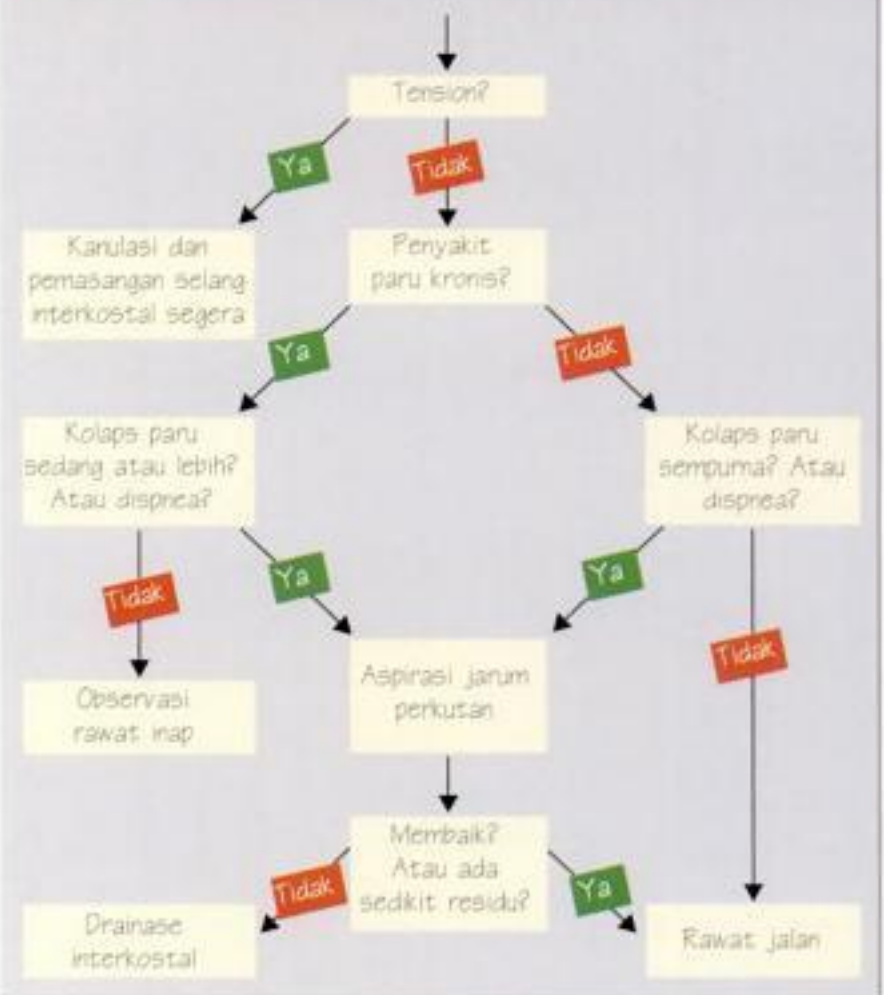 Tension?
Ya
Tidak
Kanulasi dan
pemasangan selang
interkostal segera
Penyakit
paru kronis?
Ya
Tidak
Kolaps paru
sedang atau lebih?
Atau dispnea?
Kolaps paru
sempurna? Atau
dispnea?
Tidak
Ya
Ya
Tidak
Observasi
rawat inap
Aspirasi jarum
perkutan
Membaik?
Atau ada
sedikit residu?
Tidak
Ya
Drainase
interkostal
Rawat jalan